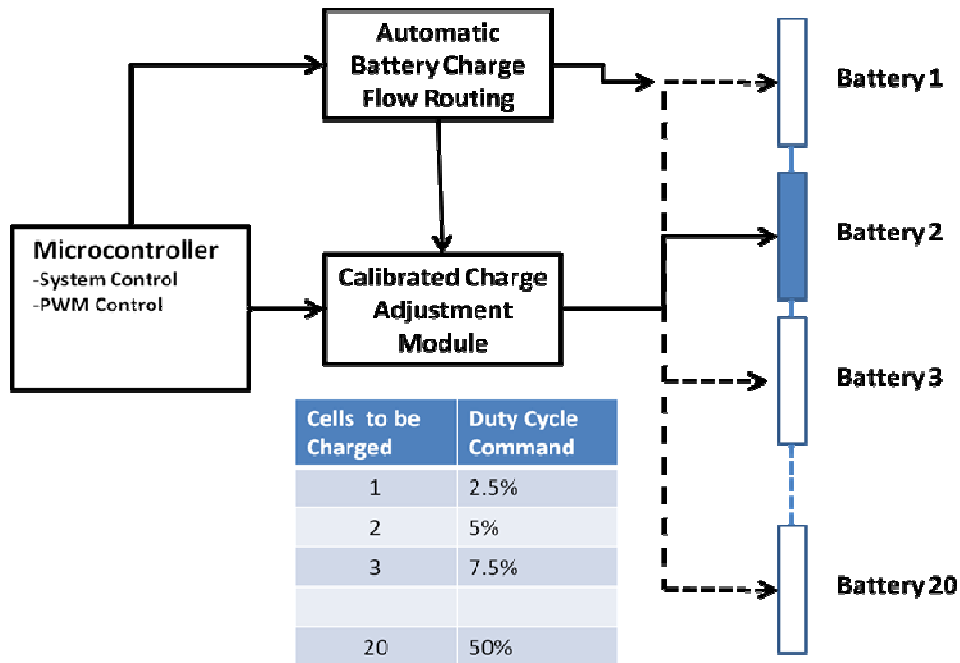 Automatic
Battery Charge
Flow Routing
Battery 1
Microcontroller
-System Control
-PWM Control
Battery 2
Calibrated Charge
Adjustment
Module
Battery 3
Cells to be
Charged
Duty Cycle
Command
1 2.5%
2 5%
3 7.5%
20 50%
Battery 20